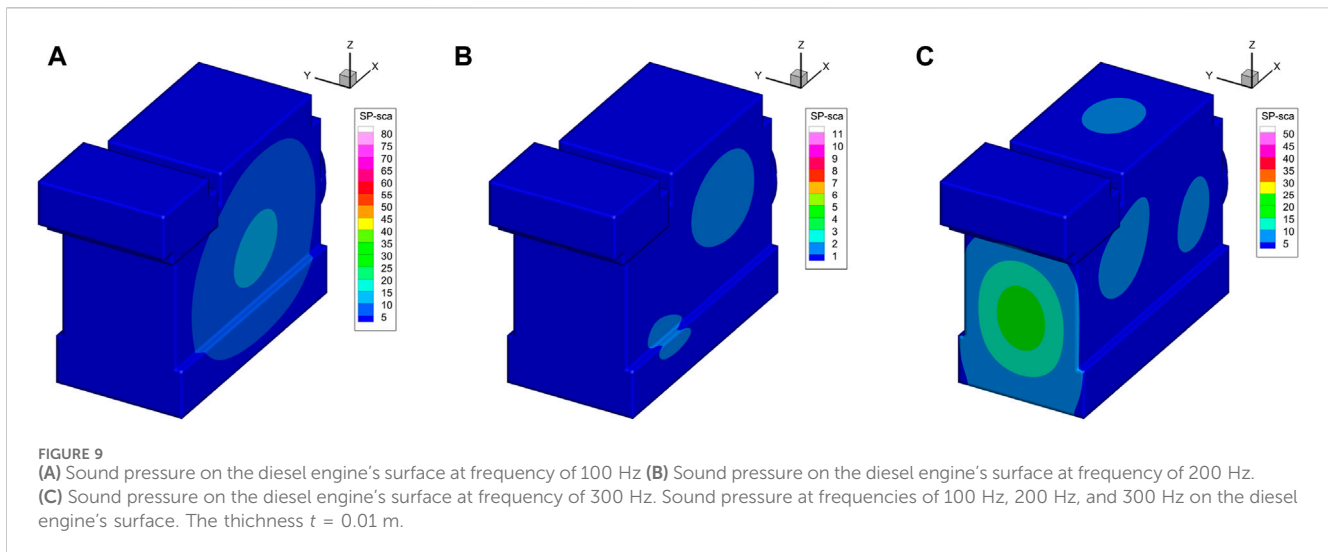 A
Z
Y
X
SP-sca
80
75
70
65
60
55
50
45
40
35
30
25
20
15
10
5
B
Z
Y
X
SP-sca
11
10
9
8
7
6
5
4
3
2
1
C
Z
Y
X
SP-sca
50
45
40
35
30
25
20
15
10
5
FIGURE 9
(A) Sound pressure on the diesel engine's surface at frequency of 100 Hz (B) Sound pressure on the diesel engine's surface at frequency of 200 Hz.
(C) Sound pressure on the diesel engine's surface at frequency of 300 Hz. Sound pressure at frequencies of 100 Hz, 200 Hz, and 300 Hz on the diesel
engine's surface. The thichness t = 0.01 m.